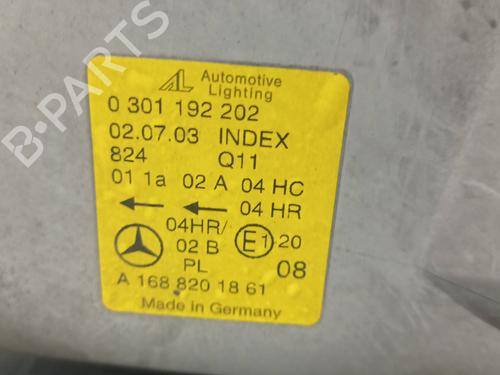 B-PARTS
Automotive
Lighting
0 301 192 202
02.07.03 INDEX
824 Q11
01 1a 02 A 04 HC
04 HR
04HR/
02 B E1·20
PL 08
A 168 820 18 61
Made in Germany